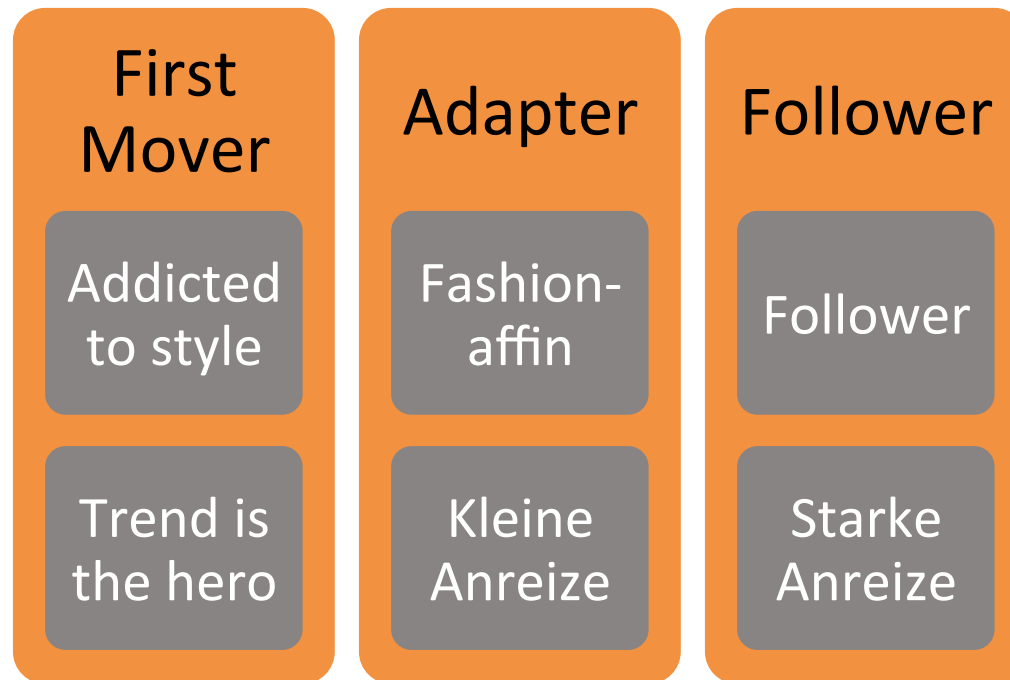 First
Mover
Addicted
to style
Trend is
the hero
Adapter
Fashion-
affin
Kleine
Anreize
Follower
Follower
Starke
Anreize